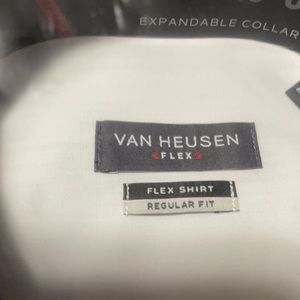 EXPANDABLE COLLAR
VAN HEUSEN
<FLEX>
FLEX SHIRT
REGULAR FIT